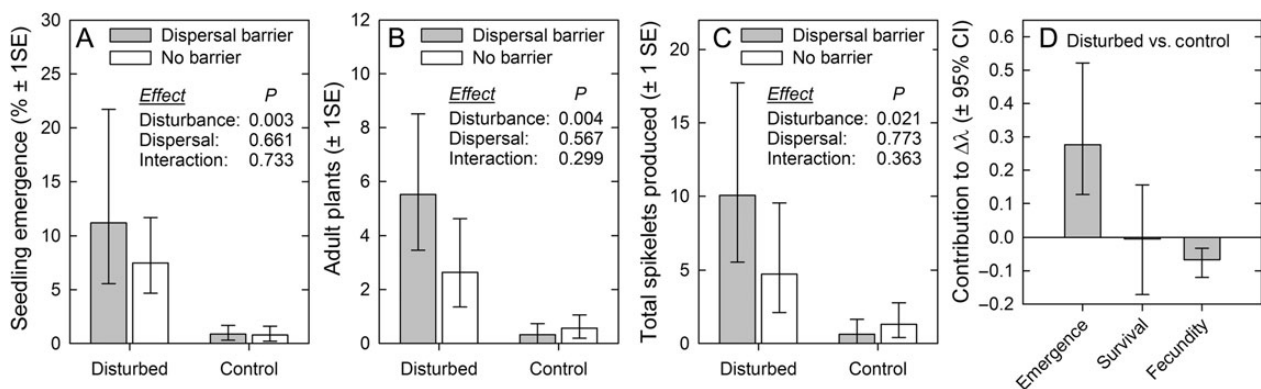 A
Dispersal barrier
No barrier
Effect P
Disturbance: 0.003
Dispersal: 0.661
Interaction: 0.733
Seedling emergence (% ± 1SE)
30
25
20
15
10
5
0
Disturbed Control
B
Dispersal barrier
No barrier
Effect P
Disturbance: 0.004
Dispersal: 0.567
Interaction: 0.299
Adult plants (± 1SE)
12
10
8
6
4
2
0
Disturbed Control
C
Dispersal barrier
No barrier
Effect P
Disturbance: 0.021
Dispersal: 0.773
Interaction: 0.363
Total spikelets produced (± 1 SE)
20
15
10
5
0
Disturbed Control
D Disturbed vs. control
Contribution to Δλ (± 95% CI)
0.6
0.5
0.4
0.3
0.2
0.1
0.0
−0.1
−0.2
Emergence
Survival
Fecundity